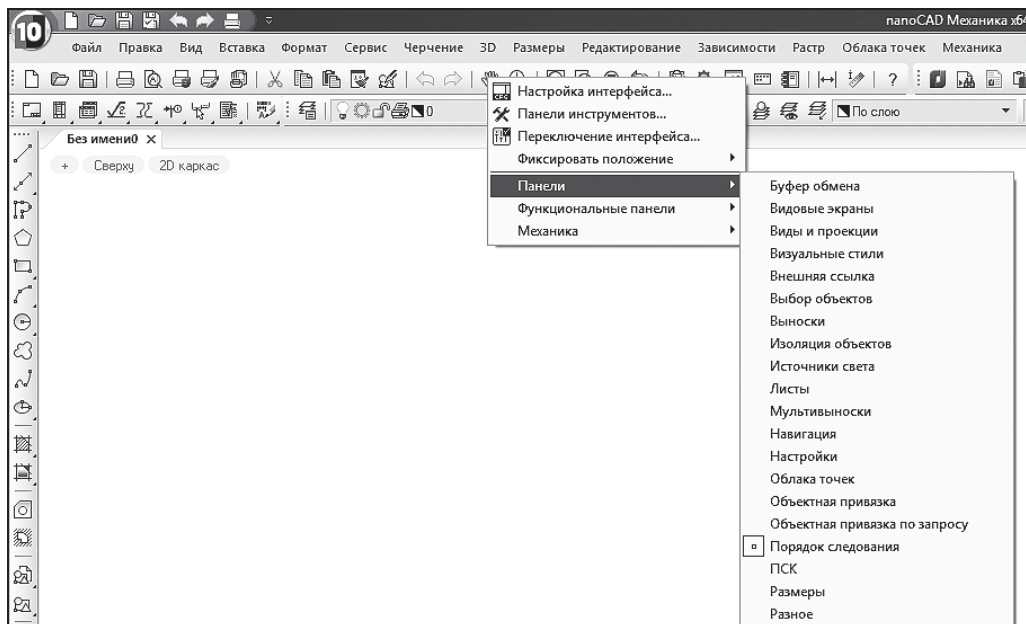 10
nanoCAD Механика x64
Файл Правка Вид Вставка Формат Сервис Черчение 3D Размеры Редактирование Зависимости Растр Облака точек Механика
0
По слою
Без имени0
+ Сверху 2D каркас
Настройка интерфейса...
Панели инструментов...
Переключение интерфейса...
Фиксировать положение
Панели
Функциональные панели
Механика
Буфер обмена
Видовые экраны
Виды и проекции
Визуальные стили
Внешняя ссылка
Выбор объектов
Выноски
Изоляция объектов
Источники света
Листы
Мультивыноски
Навигация
Настройки
Облака точек
Объектная привязка
Объектная привязка по запросу
Порядок следования
ПСК
Размеры
Разное